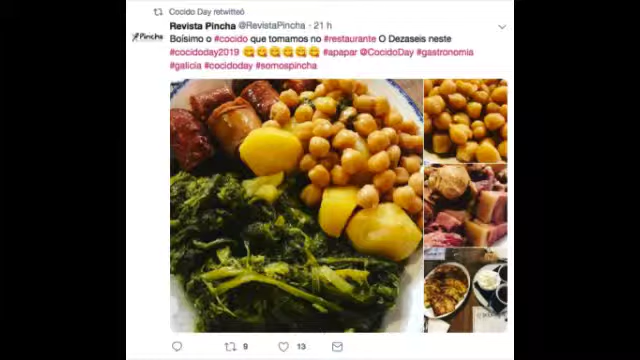 Cocido Day retwitteó
Revista Pincha @RevistaPincha · 21 h
Pincha
Boísimo o #cocido que tomamos no #restaurante O Dezaseis neste
#cocidoday2019 😋😋😋😋😋😋 #apapar @CocidoDay #gastronomia
#galicia #cocidoday #somospincha
9 13